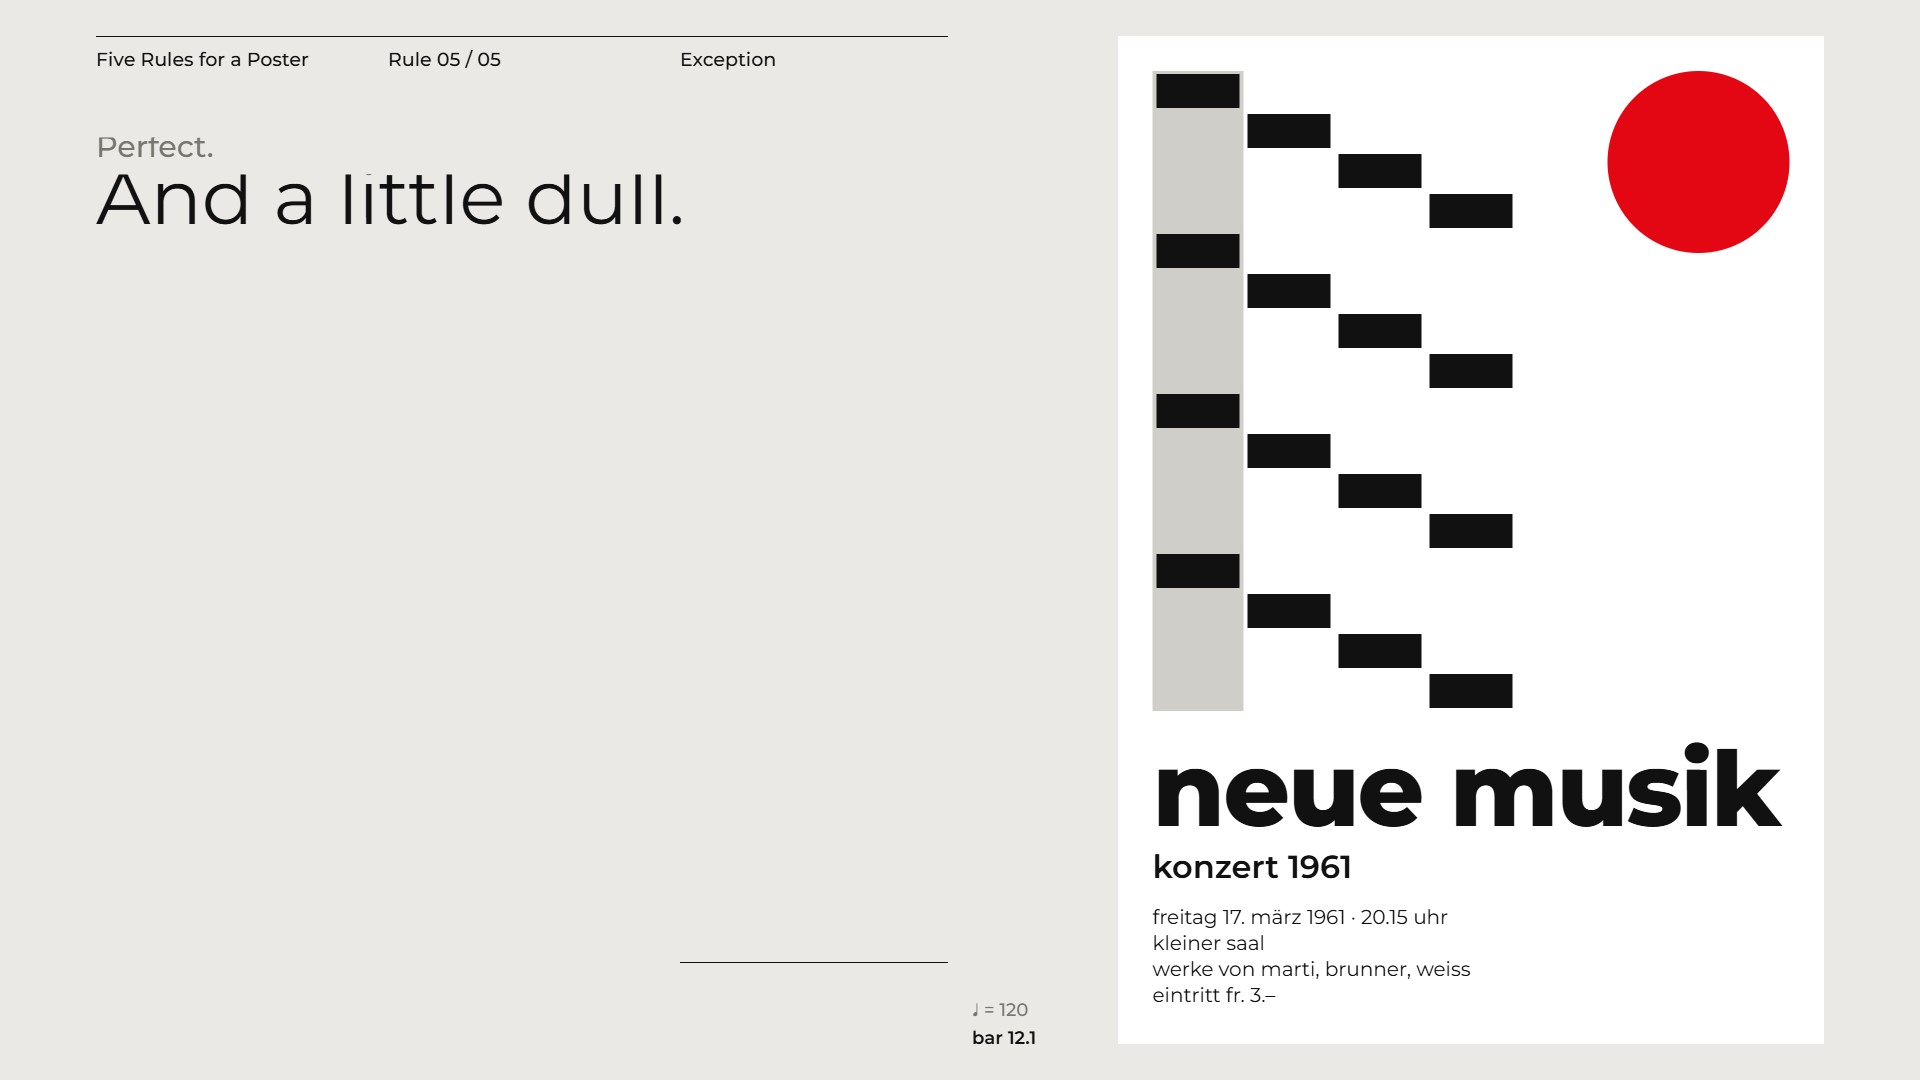 Five Rules for a Poster
Rule 05 / 05
Exception
Perfect.
And a little dull.
♩ = 120
bar 12.1
neue musik
konzert 1961
freitag 17. märz 1961 · 20.15 uhr
kleiner saal
werke von marti, brunner, weiss
eintritt fr. 3.–